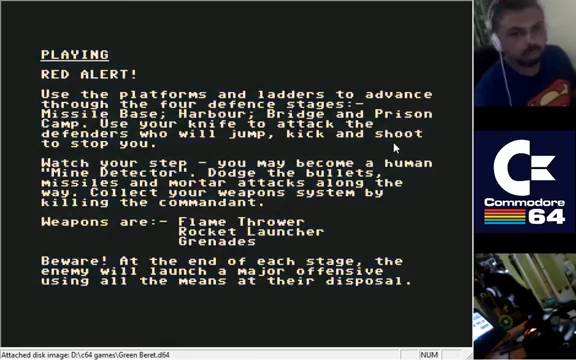 PLAYING
RED ALERT!
Use the platforms and ladders to advance
through the four defence stages:-
Missile Base; Harbour; Bridge and Prison
Camp. Use your knife to attack the
defenders who will jump, kick and shoot
to stop you.
Watch your step - you may become a human
"Mine Detector". Dodge the bullets,
missiles and mortar attacks along the
way. Collect your weapons system by
killing the commandant.
Weapons are:- Flame Thrower
Rocket Launcher
Grenades
Beware! At the end of each stage, the
enemy will launch a major offensive
using all the means at their disposal.
Commodore
64
Attached disk image: D:\c64 games\Green Beret.d64
NUM